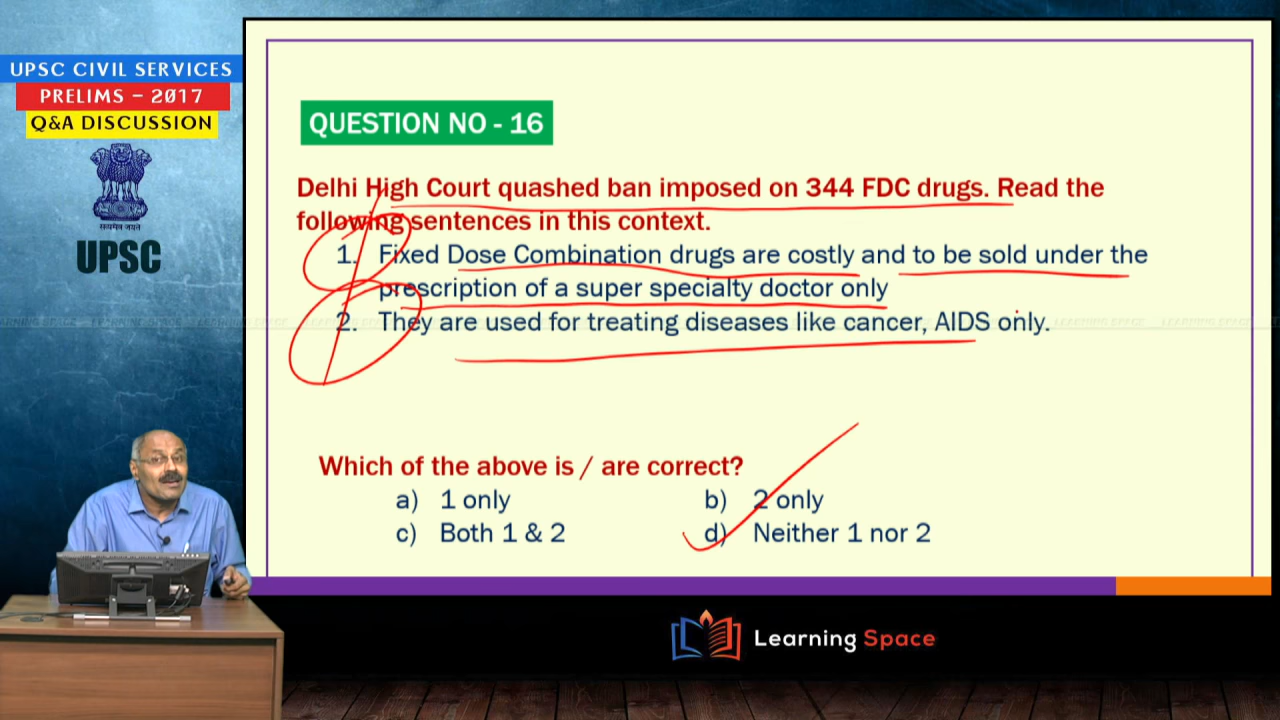 UPSC CIVIL SERVICES
PRELIMS – 2017
Q&A DISCUSSION
सत्यमेव जयते
UPSC
QUESTION NO - 16
Delhi High Court quashed ban imposed on 344 FDC drugs. Read the
following sentences in this context.
1. Fixed Dose Combination drugs are costly and to be sold under the
prescription of a super specialty doctor only
2. They are used for treating diseases like cancer, AIDS only.
Which of the above is / are correct?
a) 1 only
b) 2 only
c) Both 1 & 2
d) Neither 1 nor 2
Learning Space